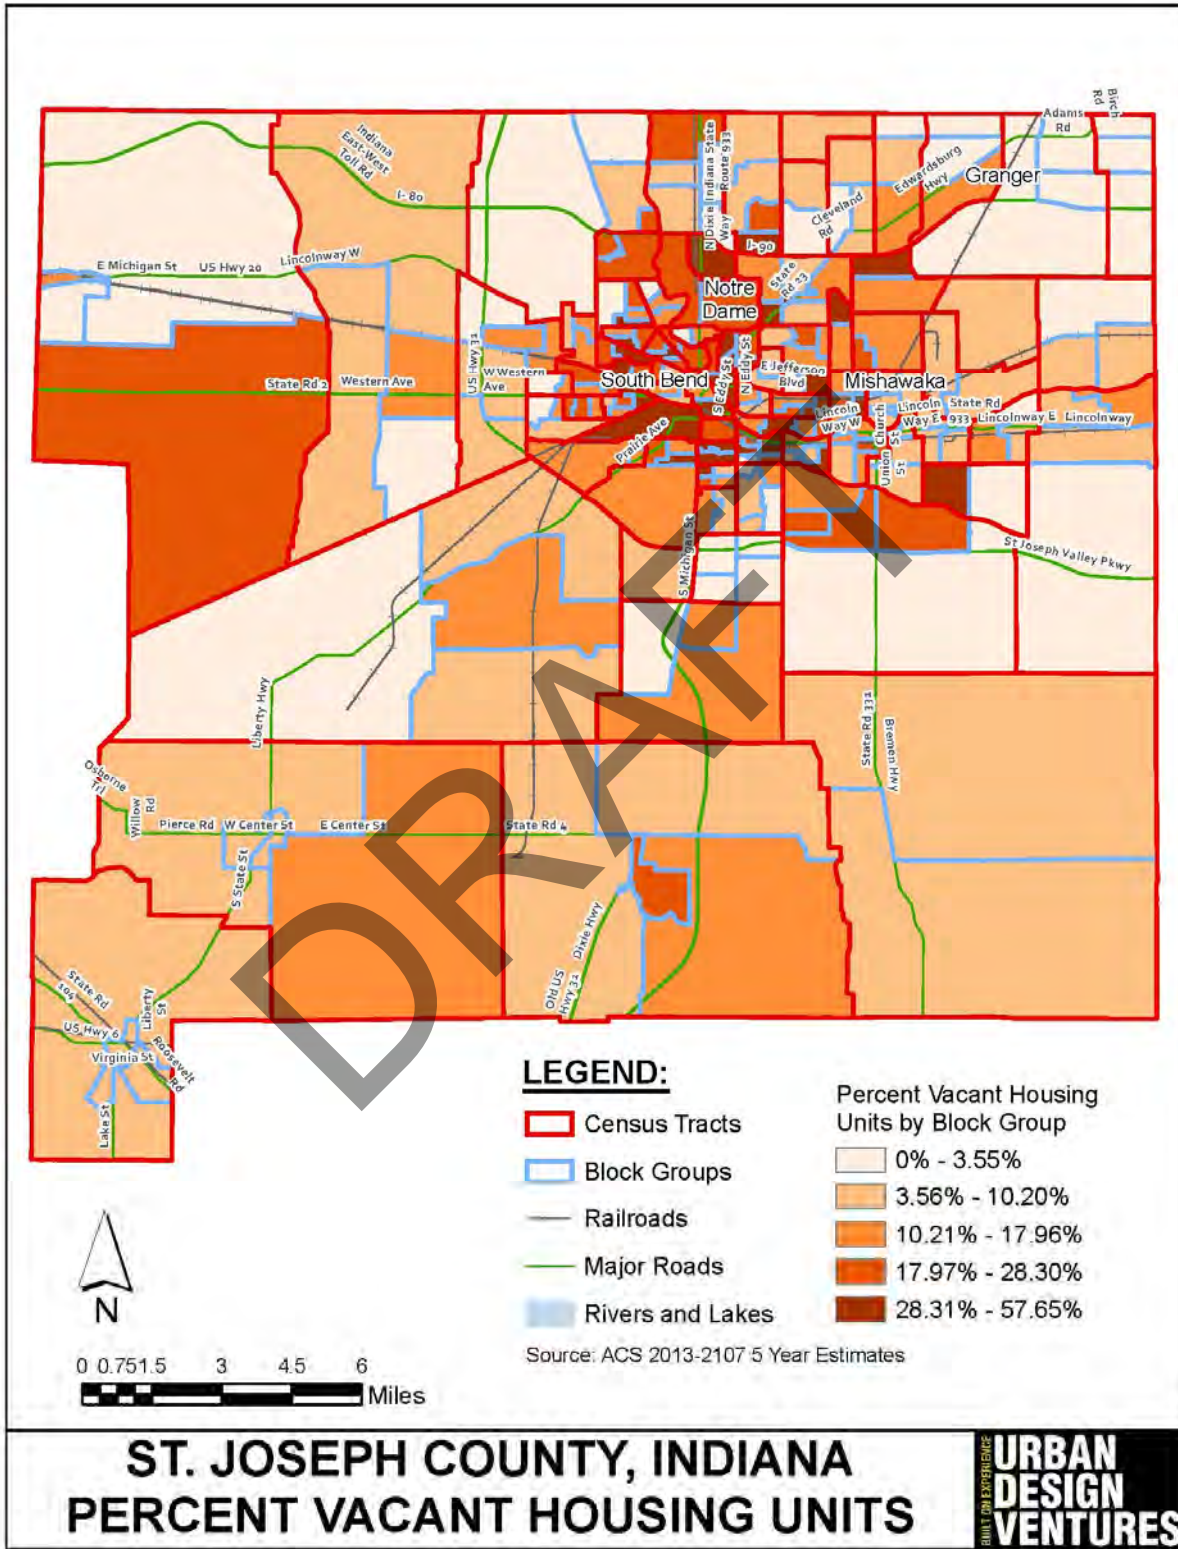 Birch
Rd
Adams
Rd
Indiana
East-West
Toll Rd
I- 80
N Dixie Indiana State
Way Route 933
Edwardsburg
Hwy
Granger
Cleveland
Rd
I- 90
E Michigan St
US Hwy 20
Lincolnway W
State
Rd 23
Notre
Dame
US Hwy 31
W Western
Ave
South Bend
S Eddy St
N Eddy St
E Jefferson
Blvd
Mishawaka
State Rd 2
Western Ave
Lincoln
Way W
Church
St
Union
St
Lincoln
Way E
State Rd
933
Lincolnway E
Lincolnway
Prairie Ave
S Michigan St
St Joseph Valley Pkwy
Liberty Hwy
State Rd 331
Bremen Hwy
Osborne
Trl
Willow
Rd
Pierce Rd
W Center St
E Center St
State Rd 4
S State St
Old US
Hwy 31
Dixie Hwy
State Rd
104
Liberty
St
US Hwy 6
Virginia St
Roosevelt
Rd
Lake St
DRAFT
LEGEND:
Census Tracts
Block Groups
Railroads
Major Roads
Rivers and Lakes
Percent Vacant Housing
Units by Block Group
0% - 3.55%
3.56% - 10.20%
10.21% - 17.96%
17.97% - 28.30%
28.31% - 57.65%
Source: ACS 2013-2107 5 Year Estimates
N
0 0.75 1.5 3 4.5 6
Miles
ST. JOSEPH COUNTY, INDIANA
PERCENT VACANT HOUSING UNITS
BUILT ON EXPERIENCE
URBAN
DESIGN
VENTURES